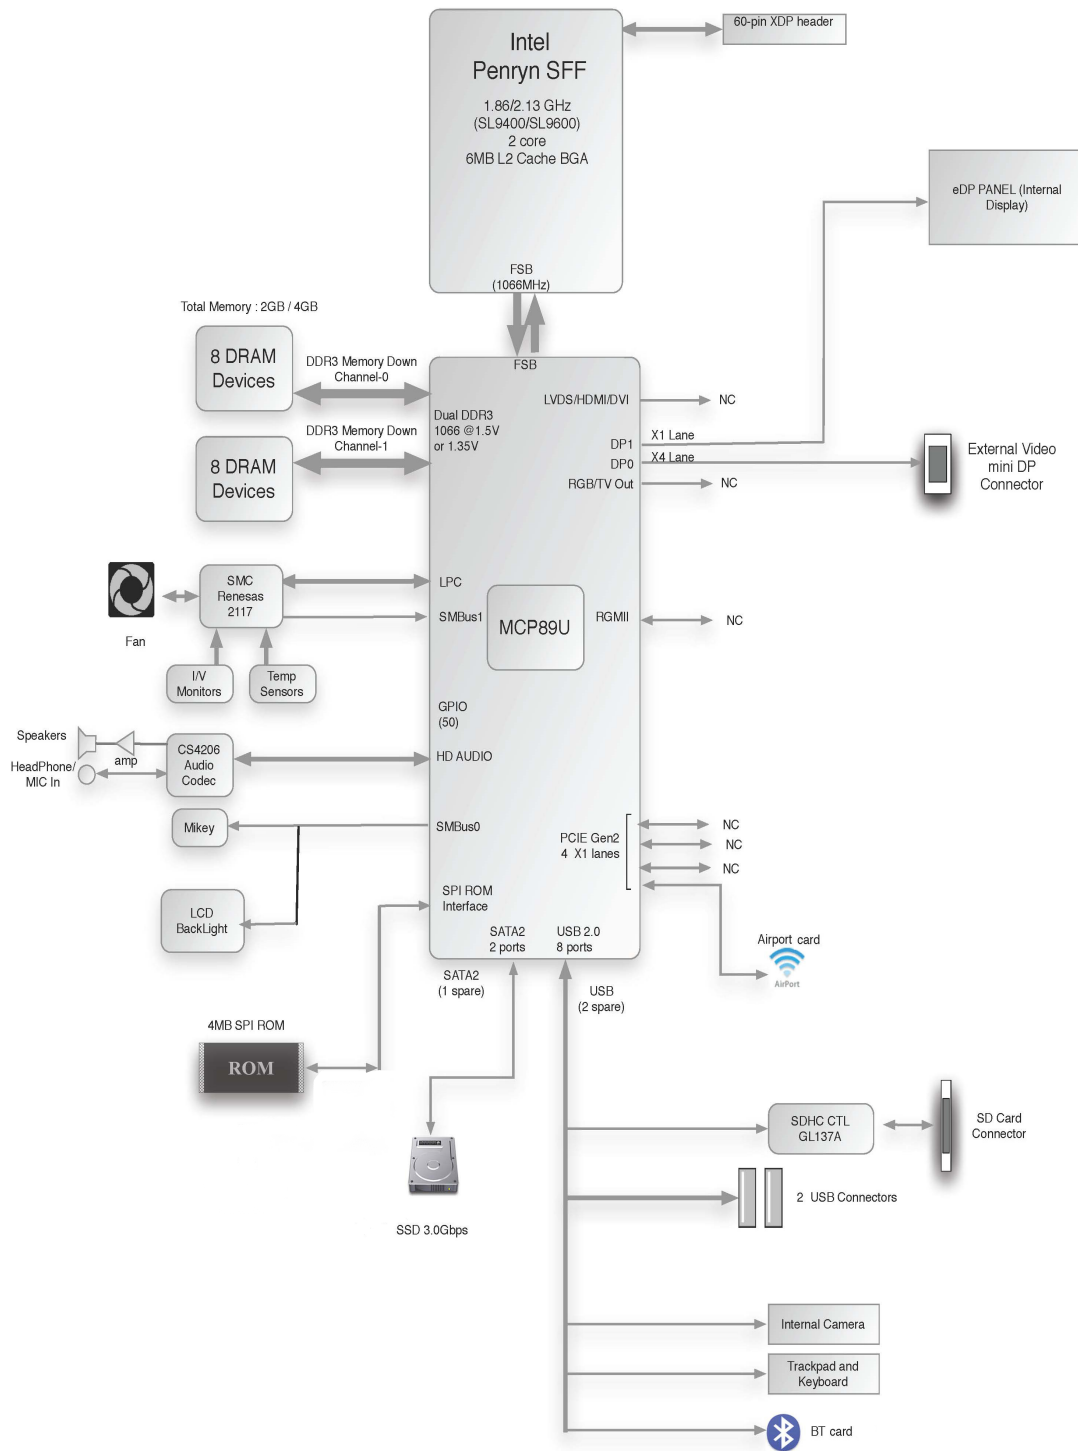 60-pin XDP header
Intel
Penryn SFF
1.86/2.13 GHz
(SL9400/SL9600)
2 core
6MB L2 Cache BGA
eDP PANEL (Internal
Display)
FSB
(1066MHz)
Total Memory : 2GB / 4GB
8 DRAM
Devices
DDR3 Memory Down
Channel-0
FSB
LVDS/HDMI/DVI
NC
Dual DDR3
1066 @1.5V
or 1.35V
DDR3 Memory Down
Channel-1
8 DRAM
Devices
DP1
X1 Lane
DP0
X4 Lane
RGB/TV Out
NC
External Video
mini DP
Connector
SMC
Renesas
2117
LPC
SMBus1
Fan
MCP89U
RGMII
NC
I/V
Monitors
Temp
Sensors
GPIO
(50)
Speakers
amp
HeadPhone/
MIC In
CS4206
Audio
Codec
HD AUDIO
Mikey
SMBus0
PCIE Gen2
4 X1 lanes
NC
NC
NC
LCD
BackLight
SPI ROM
Interface
SATA2
2 ports
USB 2.0
8 ports
Airport card
AirPort
SATA2
(1 spare)
USB
(2 spare)
4MB SPI ROM
ROM
SSD 3.0Gbps
SDHC CTL
GL137A
SD Card
Connector
2 USB Connectors
Internal Camera
Trackpad and
Keyboard
BT card